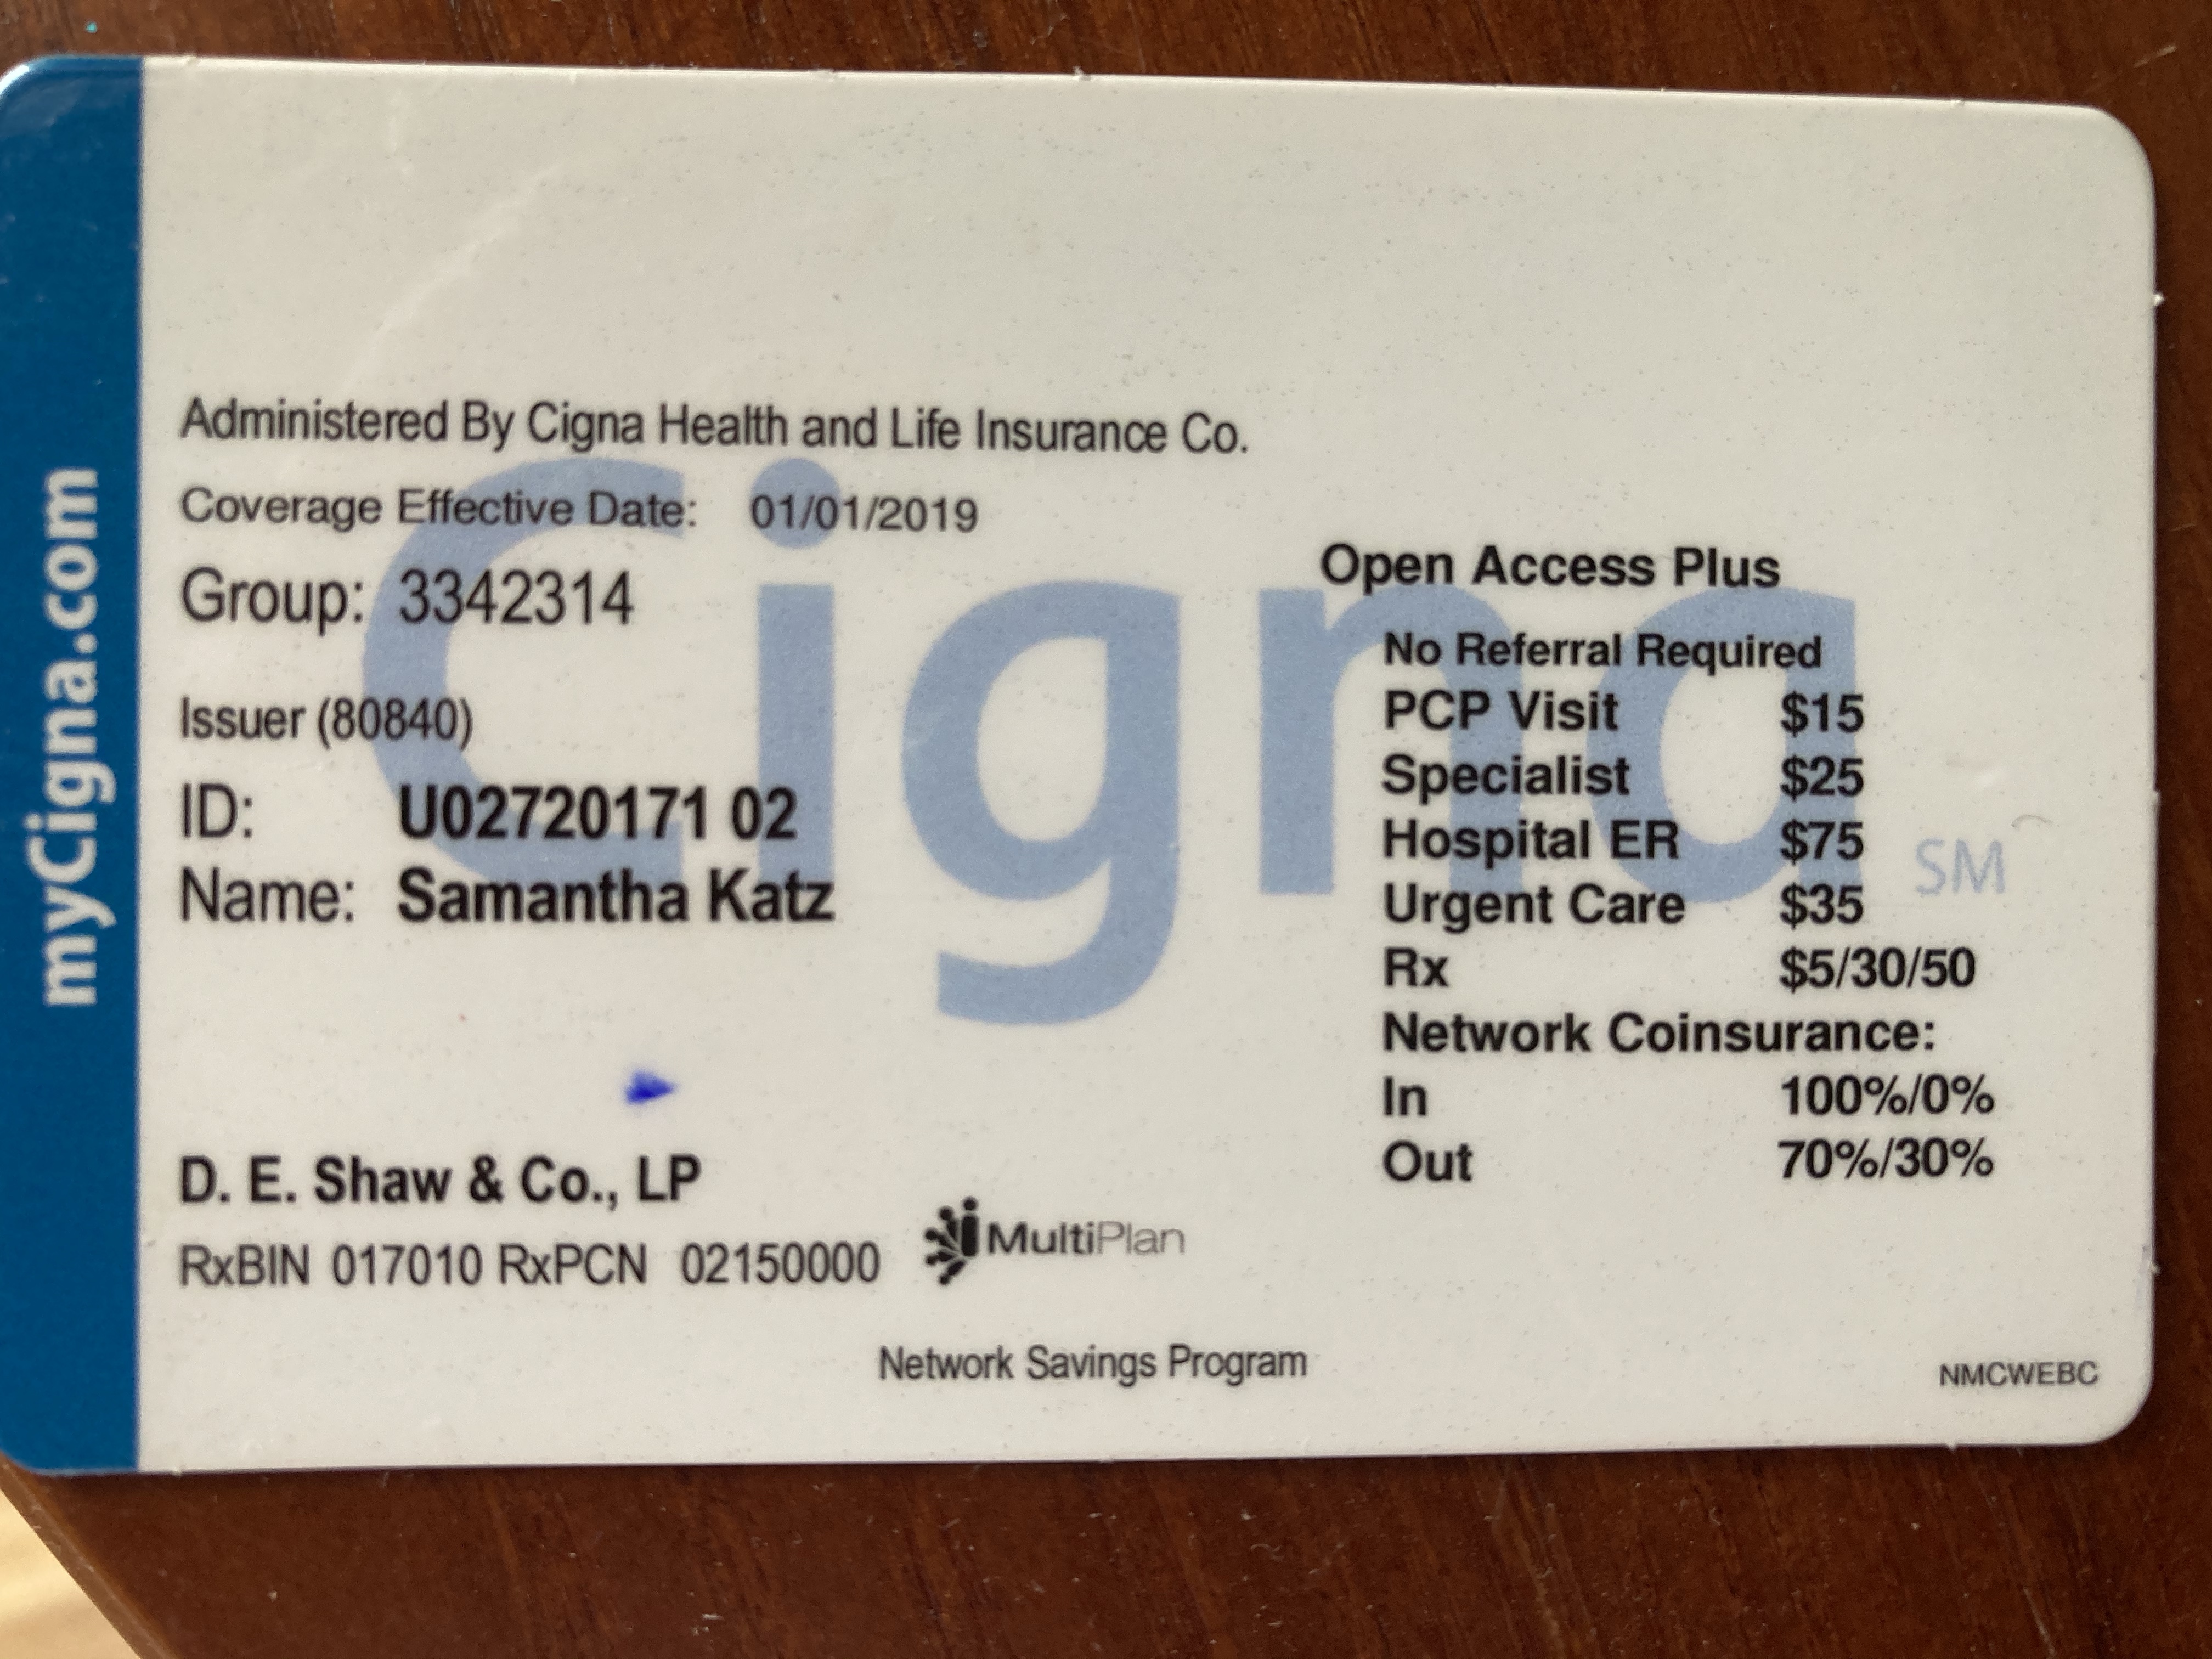 myCigna.com
Cigna
SM
Administered By Cigna Health and Life Insurance Co.
Coverage Effective Date: 01/01/2019
Group: 3342314
Issuer (80840)
ID: U02720171 02
Name: Samantha Katz
D. E. Shaw & Co., LP
RxBIN 017010 RxPCN 02150000
MultiPlan
Network Savings Program
Open Access Plus
No Referral Required
PCP Visit $15
Specialist $25
Hospital ER $75
Urgent Care $35
Rx $5/30/50
Network Coinsurance:
In 100%/0%
Out 70%/30%
NMCWEBC